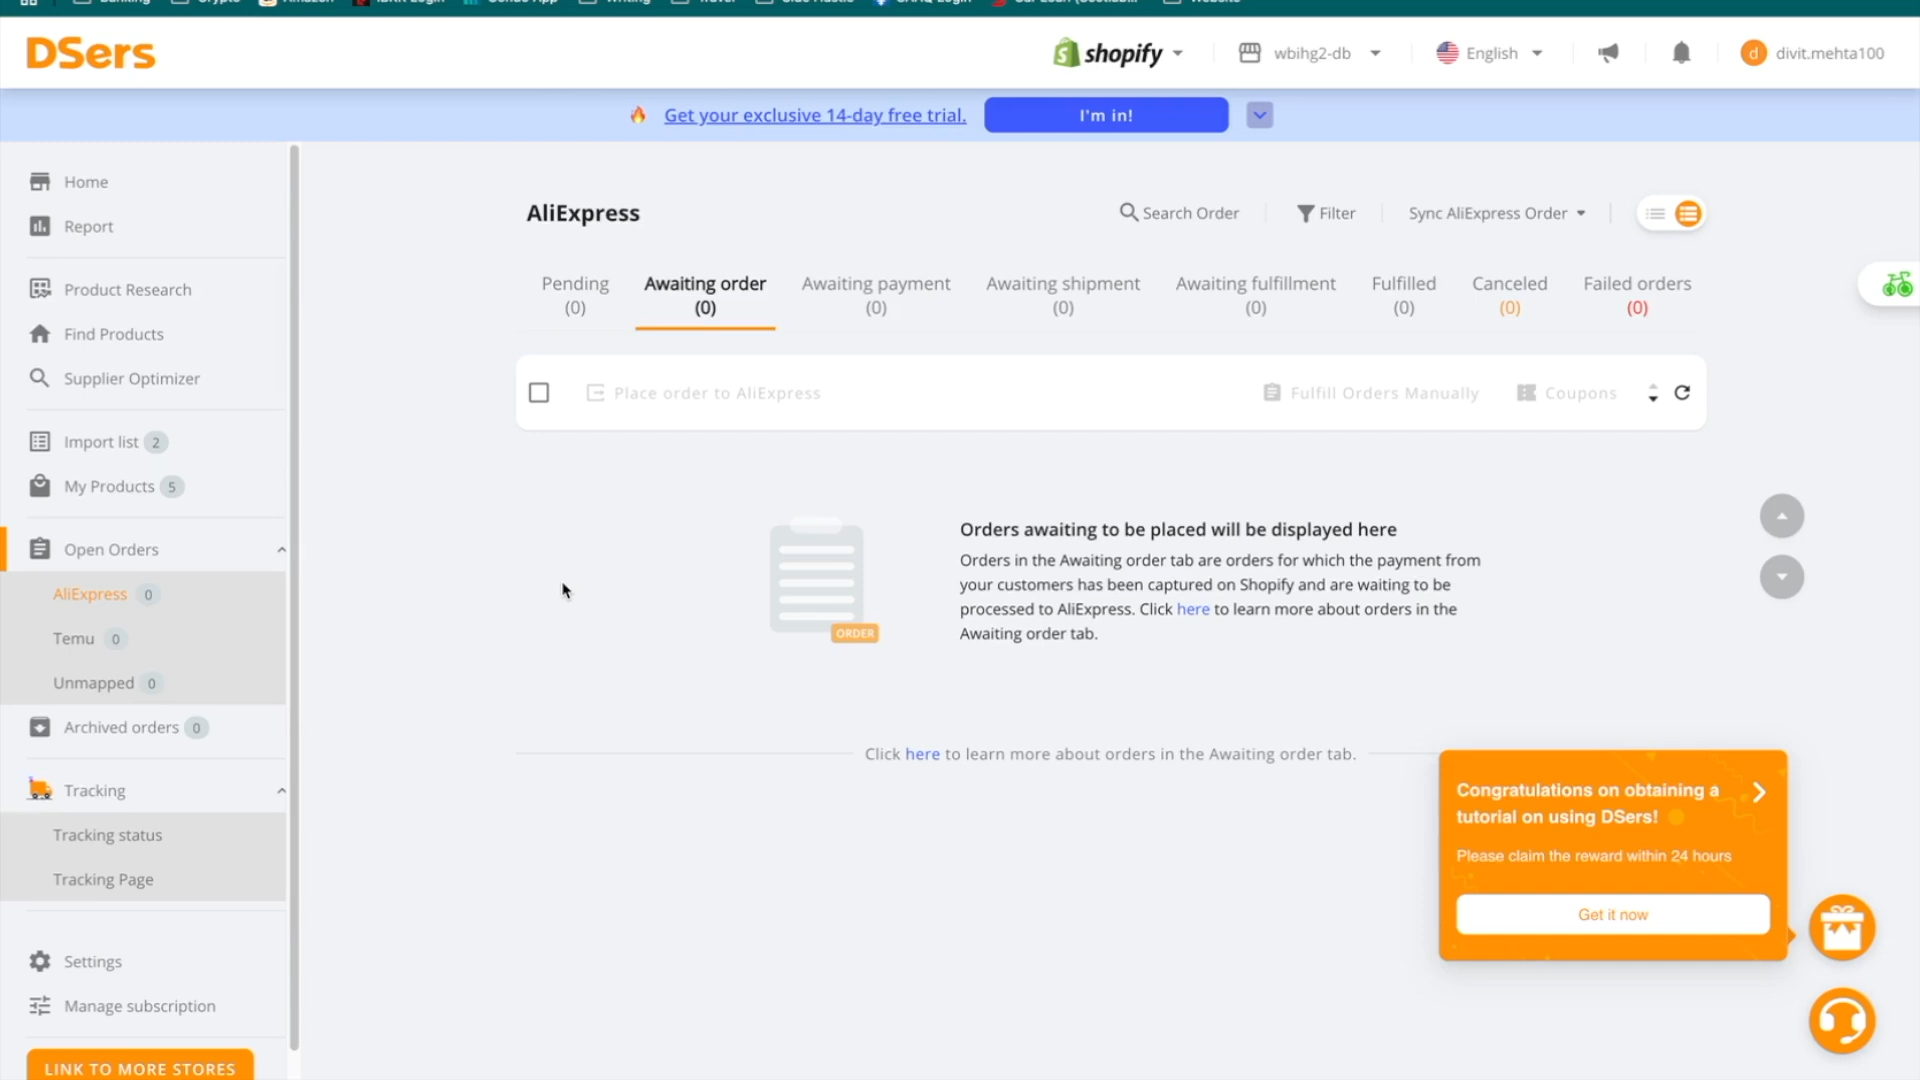 DSers
shopify
wbihg2-db
English
d
divit.mehta100
Get your exclusive 14-day free trial.
I'm in!
Home
Report
Product Research
Find Products
Supplier Optimizer
Import list 2
My Products 5
Open Orders
AliExpress 0
Temu 0
Unmapped 0
Archived orders 0
Tracking
Tracking status
Tracking Page
Settings
Manage subscription
LINK TO MORE STORES
AliExpress
Search Order
Filter
Sync AliExpress Order
Pending
(0)
Awaiting order
(0)
Awaiting payment
(0)
Awaiting shipment
(0)
Awaiting fulfillment
(0)
Fulfilled
(0)
Canceled
(0)
Failed orders
(0)
Place order to AliExpress
Fulfill Orders Manually
Coupons
ORDER
Orders awaiting to be placed will be displayed here
Orders in the Awaiting order tab are orders for which the payment from
your customers has been captured on Shopify and are waiting to be
processed to AliExpress. Click here to learn more about orders in the
Awaiting order tab.
Click here to learn more about orders in the Awaiting order tab.
Congratulations on obtaining a
tutorial on using DSers!
Please claim the reward within 24 hours
Get it now